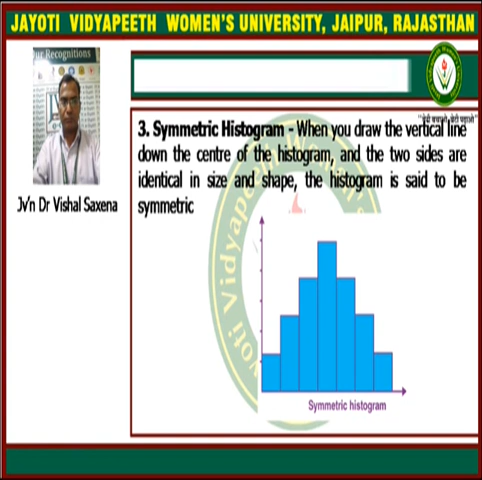 JAYOTI VIDYAPEETH WOMEN'S UNIVERSITY, JAIPUR, RAJASTHAN
Our Recognitions
Jv'n Dr Vishal Saxena
3. Symmetric Histogram - When you draw the vertical line
down the centre of the histogram, and the two sides are
identical in size and shape, the histogram is said to be
symmetric
Symmetric histogram